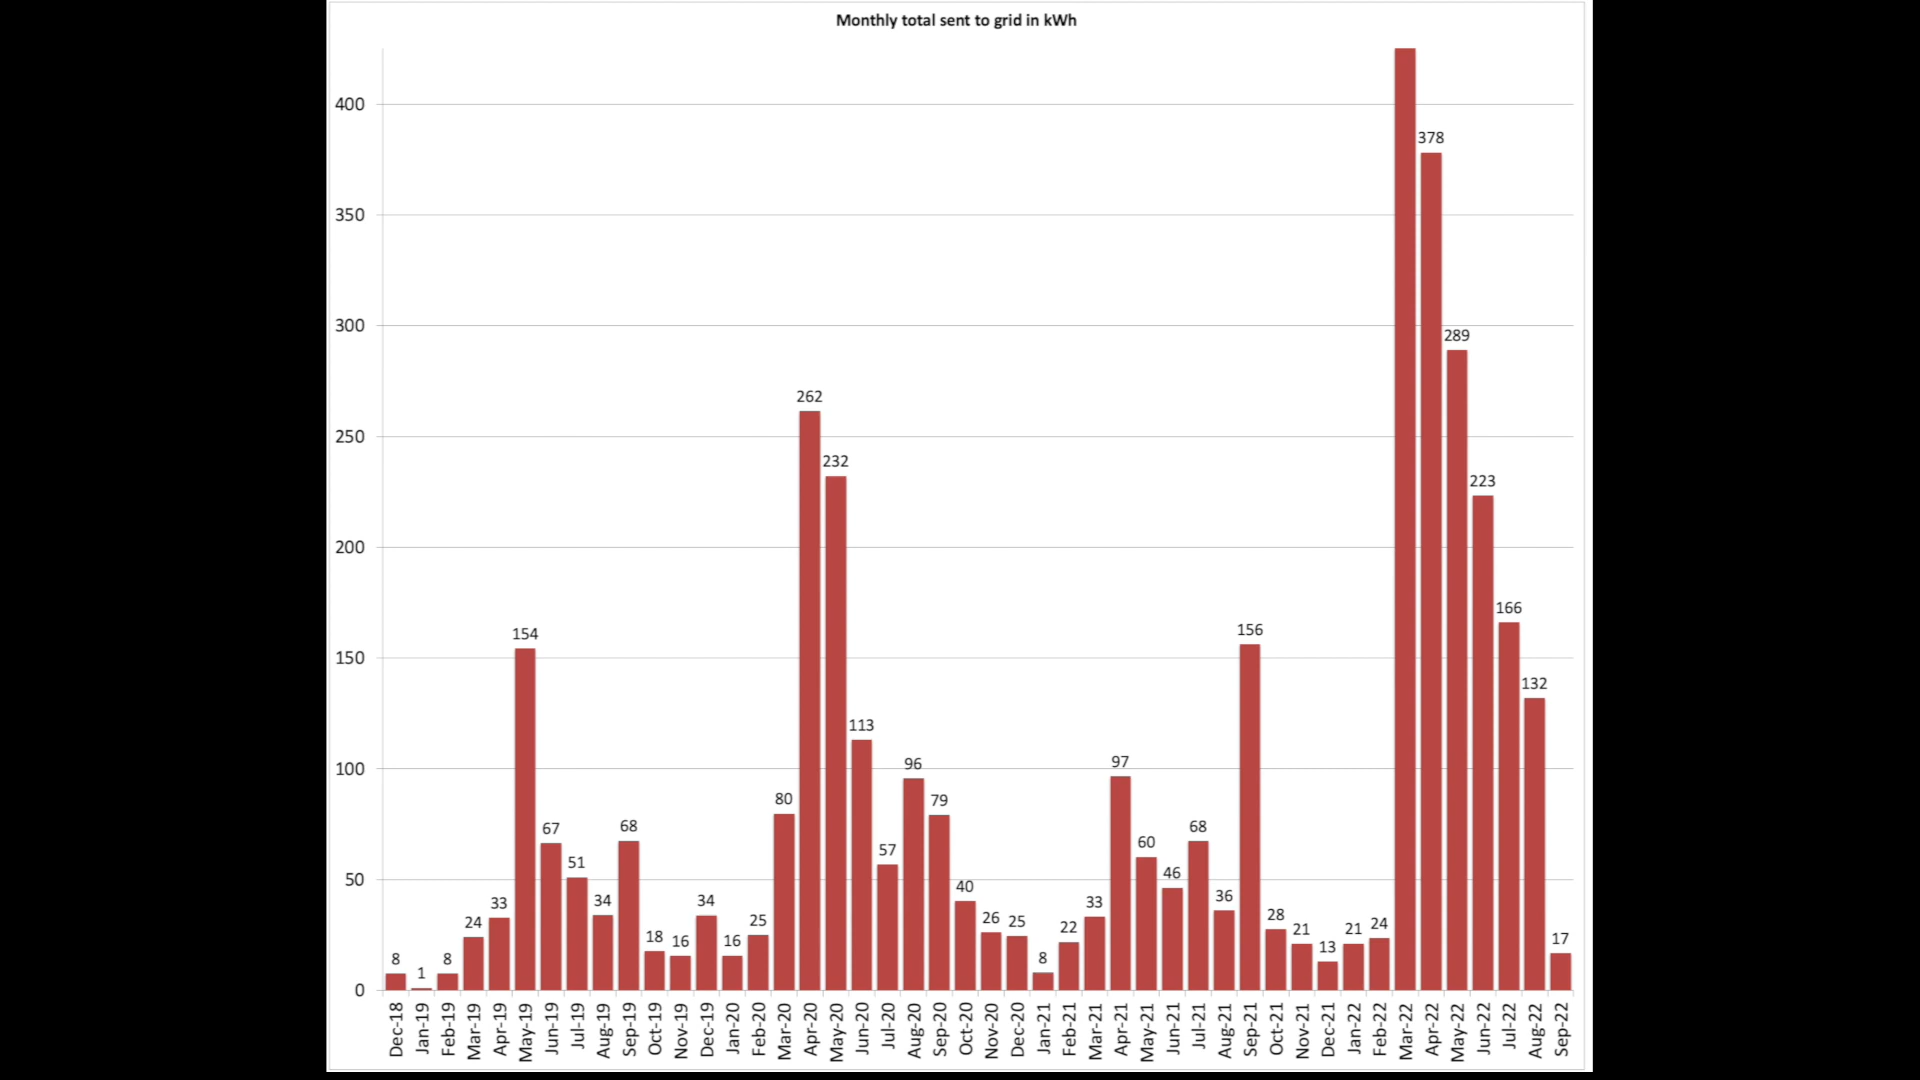 Monthly total sent to grid in kWh
400
350
300
250
200
150
100
50
0
8
1
8
24
33
154
67
51
34
68
18
16
34
16
25
80
262
232
113
57
96
79
40
26
25
8
22
33
97
60
46
68
36
156
28
21
13
21
24
378
289
223
166
132
17
Dec-18
Jan-19
Feb-19
Mar-19
Apr-19
May-19
Jun-19
Jul-19
Aug-19
Sep-19
Oct-19
Nov-19
Dec-19
Jan-20
Feb-20
Mar-20
Apr-20
May-20
Jun-20
Jul-20
Aug-20
Sep-20
Oct-20
Nov-20
Dec-20
Jan-21
Feb-21
Mar-21
Apr-21
May-21
Jun-21
Jul-21
Aug-21
Sep-21
Oct-21
Nov-21
Dec-21
Jan-22
Feb-22
Mar-22
Apr-22
May-22
Jun-22
Jul-22
Aug-22
Sep-22